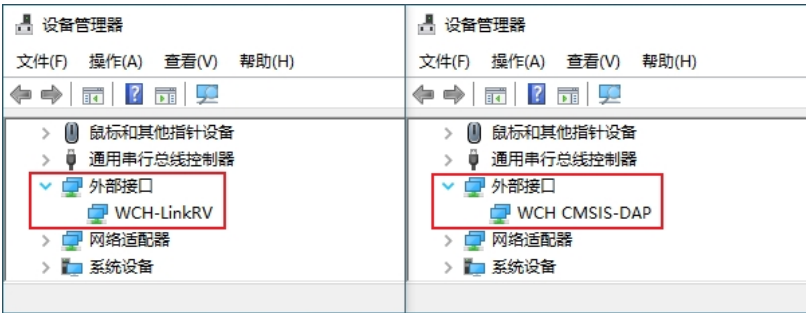 设备管理器
文件(F) 操作(A) 查看(V) 帮助(H)
鼠标和其他指针设备
通用串行总线控制器
外部接口
WCH-LinkRV
网络适配器
系统设备
设备管理器
文件(F) 操作(A) 查看(V) 帮助(H)
鼠标和其他指针设备
通用串行总线控制器
外部接口
WCH CMSIS-DAP
网络适配器
系统设备